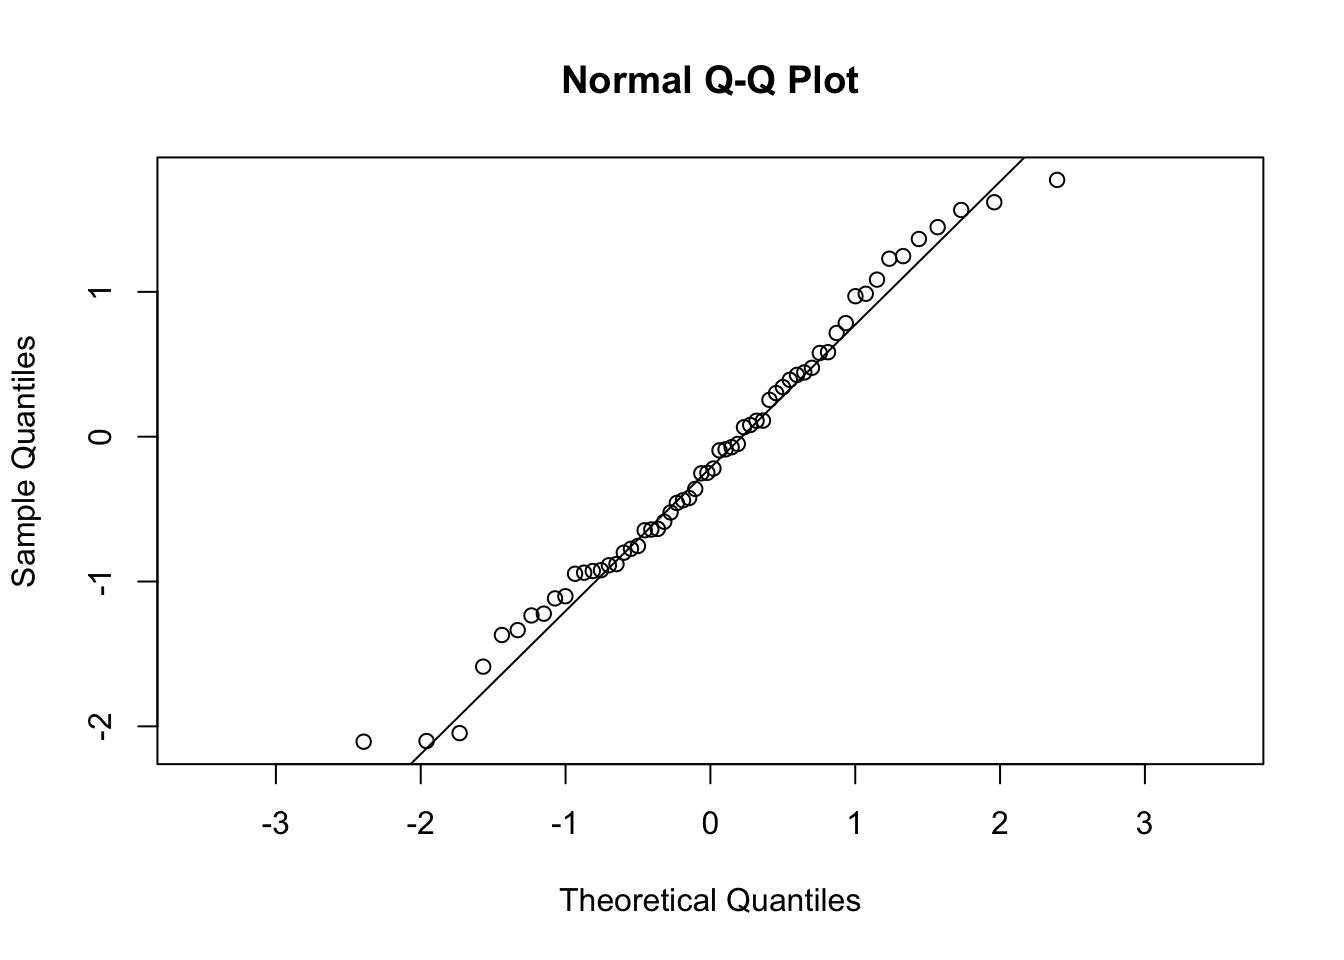 Normal Q-Q Plot
Sample Quantiles
1
0
-1
-2
-3 -2 -1 0 1 2 3
Theoretical Quantiles